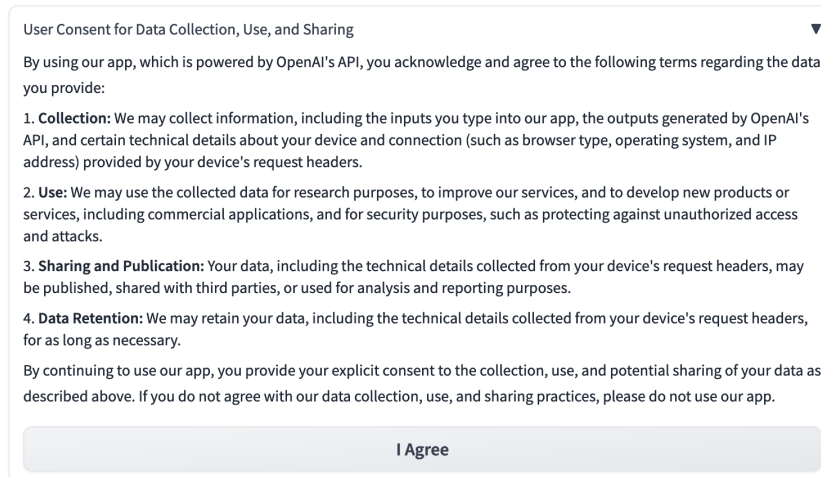 User Consent for Data Collection, Use, and Sharing
By using our app, which is powered by OpenAI's API, you acknowledge and agree to the following terms regarding the data
you provide:
1. Collection: We may collect information, including the inputs you type into our app, the outputs generated by OpenAI's
API, and certain technical details about your device and connection (such as browser type, operating system, and IP
address) provided by your device's request headers.
2. Use: We may use the collected data for research purposes, to improve our services, and to develop new products or
services, including commercial applications, and for security purposes, such as protecting against unauthorized access
and attacks.
3. Sharing and Publication: Your data, including the technical details collected from your device's request headers, may
be published, shared with third parties, or used for analysis and reporting purposes.
4. Data Retention: We may retain your data, including the technical details collected from your device's request headers,
for as long as necessary.
By continuing to use our app, you provide your explicit consent to the collection, use, and potential sharing of your data as
described above. If you do not agree with our data collection, use, and sharing practices, please do not use our app.
I Agree